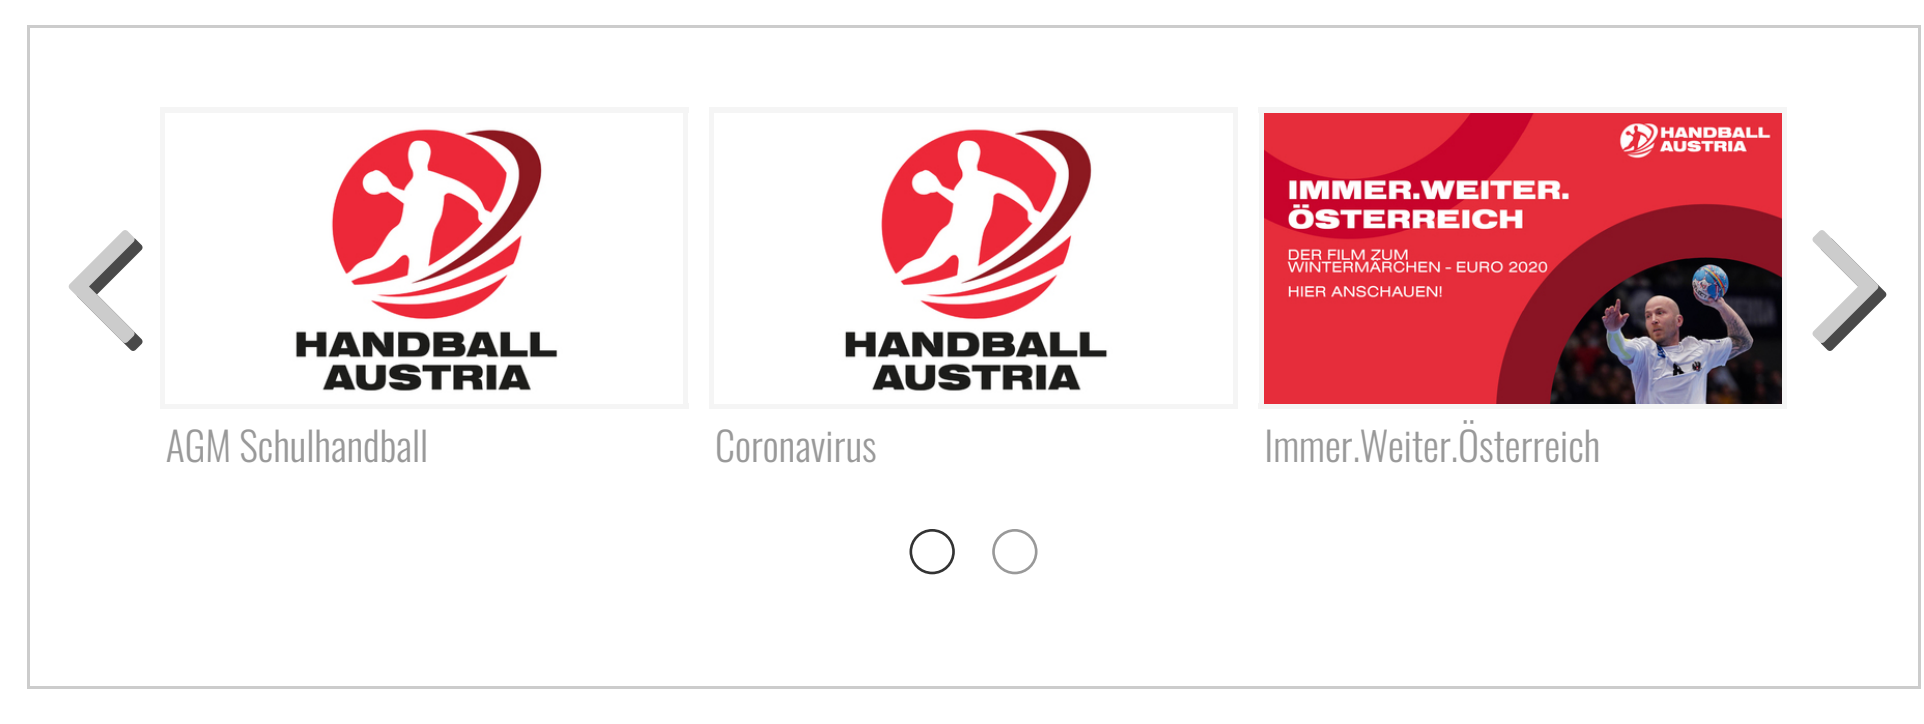 HANDBALL
AUSTRIA
AGM Schulhandball
HANDBALL
AUSTRIA
Coronavirus
HANDBALL
AUSTRIA
IMMER.WEITER.
ÖSTERREICH
DER FILM ZUM
WINTERMÄRCHEN - EURO 2020
HIER ANSCHAUEN!
Immer.Weiter.Österreich